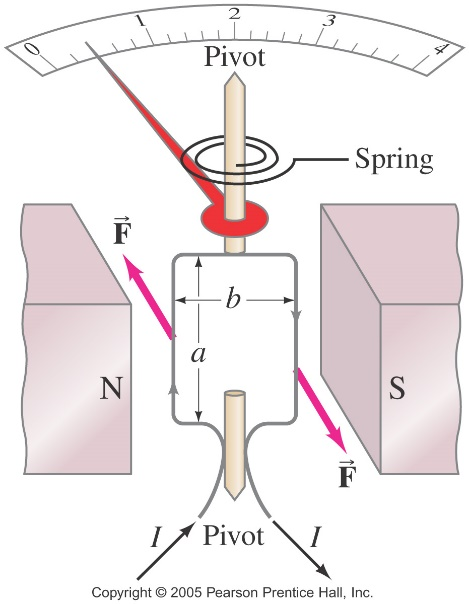 0 1 2 3 4
Pivot
Spring
F
b
a
N
S
F
I Pivot I
Copyright © 2005 Pearson Prentice Hall, Inc.